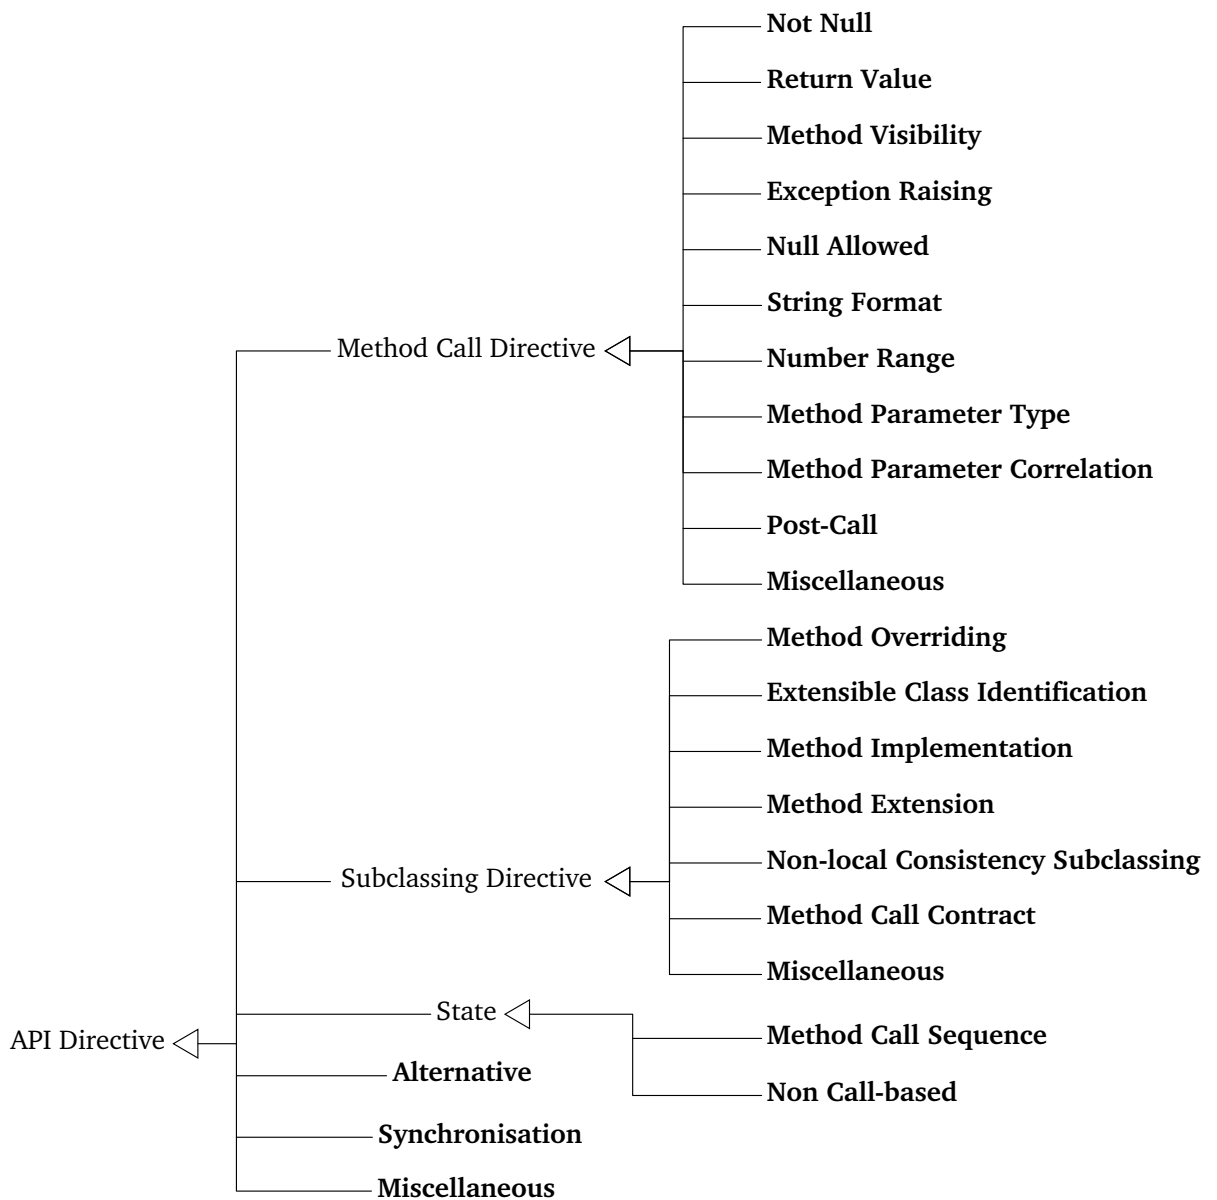 Not Null
Return Value
Method Visibility
Exception Raising
Null Allowed
String Format
Method Call Directive
Number Range
Method Parameter Type
Method Parameter Correlation
Post-Call
Miscellaneous
Method Overriding
Extensible Class Identification
Method Implementation
Method Extension
Non-local Consistency Subclassing
Subclassing Directive
Method Call Contract
Miscellaneous
State
Method Call Sequence
API Directive
Alternative
Non Call-based
Synchronisation
Miscellaneous